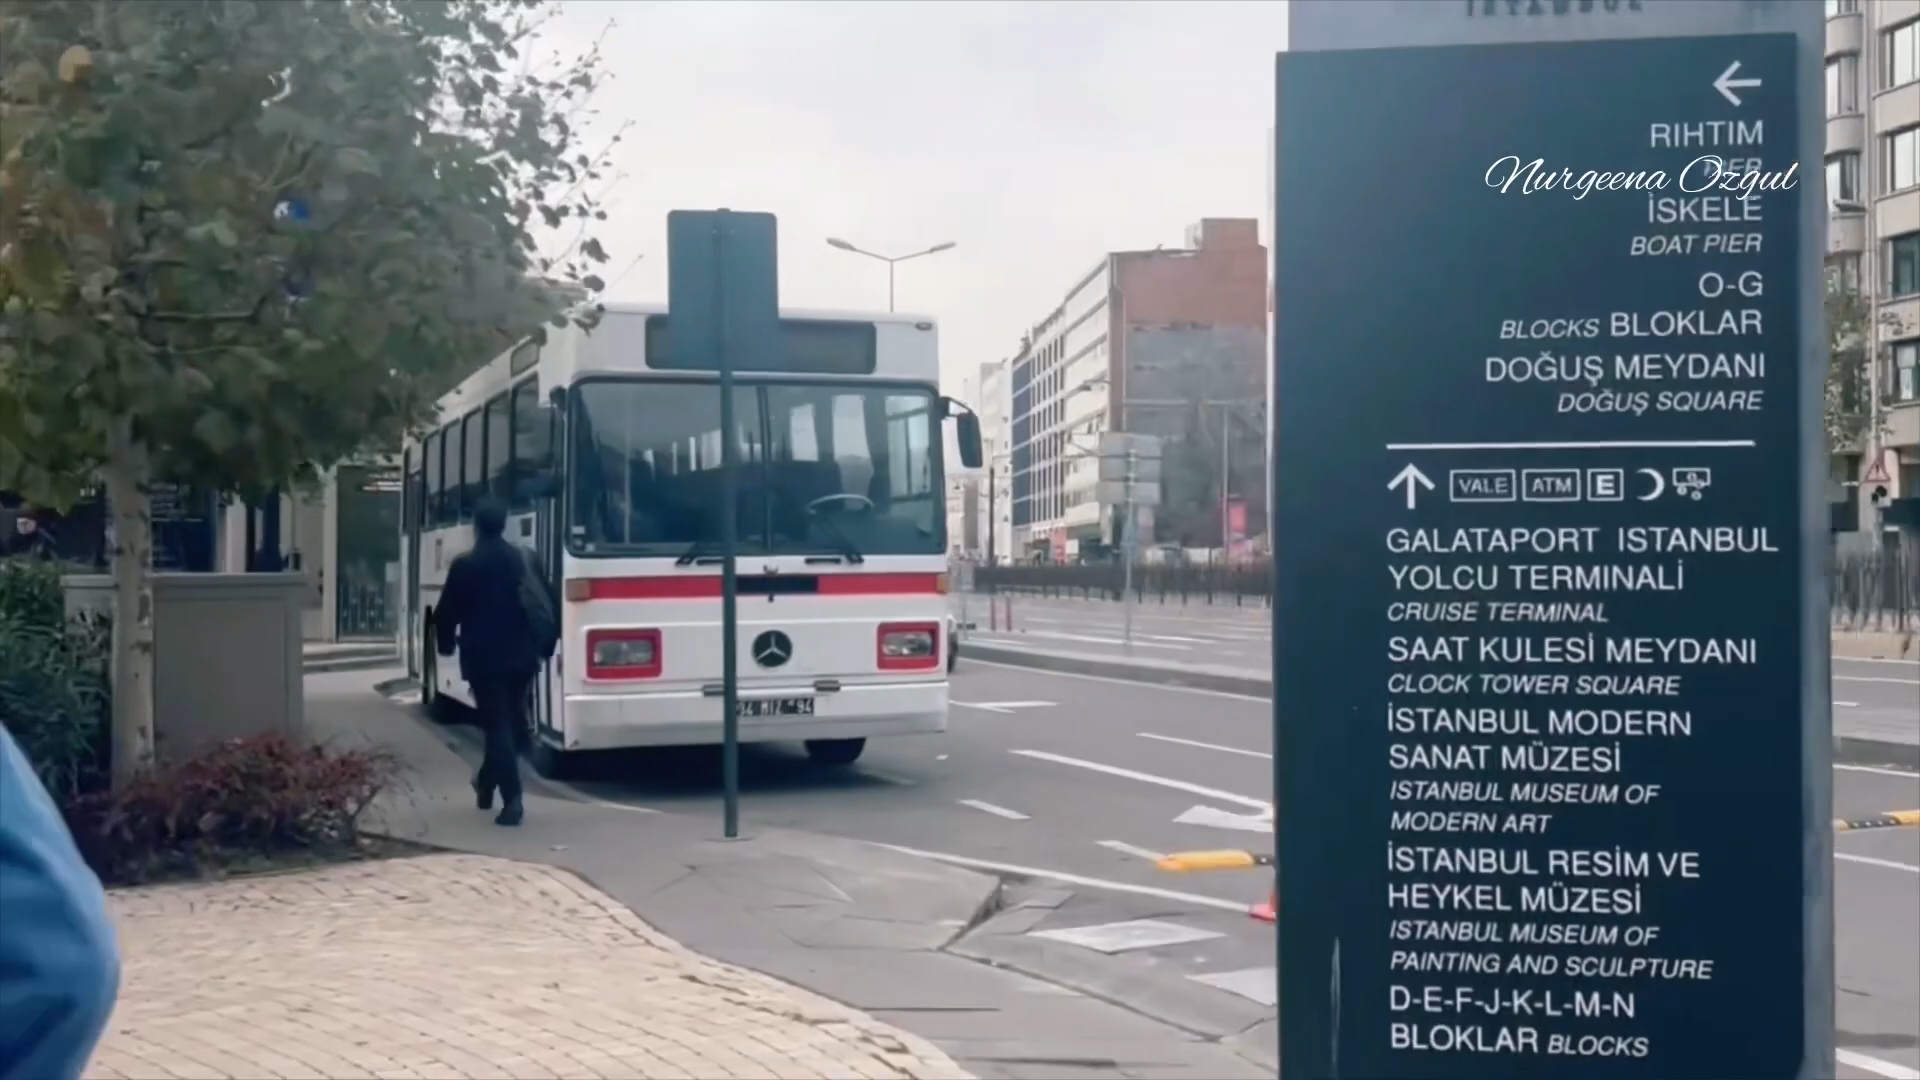 ISTANBUL
RIHTIM
Nurgeena Ozgul
İSKELE
BOAT PIER
O-G
BLOCKS BLOKLAR
DOĞUŞ MEYDANI
DOĞUŞ SQUARE
VALE ATM E
GALATAPORT ISTANBUL
YOLCU TERMINALİ
CRUISE TERMINAL
SAAT KULESİ MEYDANI
CLOCK TOWER SQUARE
İSTANBUL MODERN
SANAT MÜZESİ
ISTANBUL MUSEUM OF
MODERN ART
İSTANBUL RESİM VE
HEYKEL MÜZESİ
ISTANBUL MUSEUM OF
PAINTING AND SCULPTURE
D-E-F-J-K-L-M-N
BLOKLAR BLOCKS